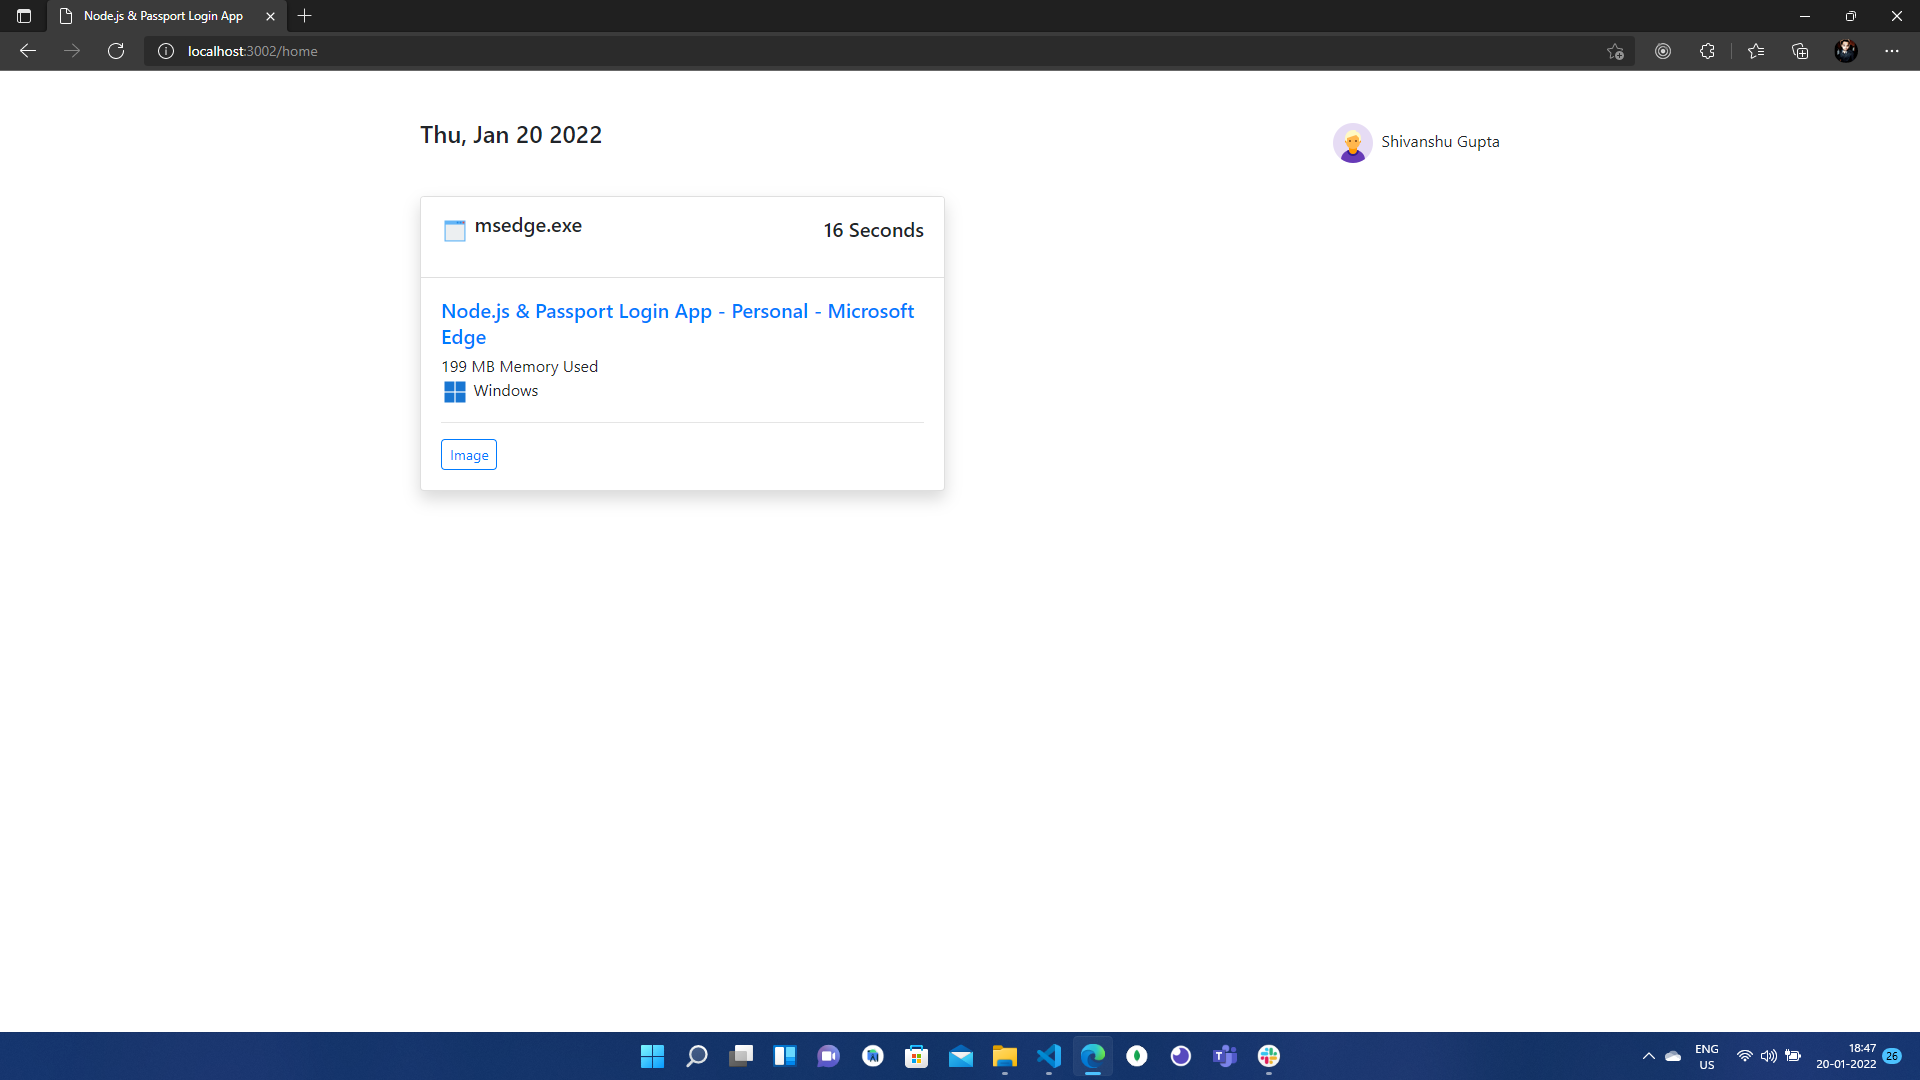 Node.js & Passport Login App
localhost:3002/home
Thu, Jan 20 2022
Shivanshu Gupta
msedge.exe
16 Seconds
Node.js & Passport Login App - Personal - Microsoft
Edge
199 MB Memory Used
Windows
Image
ENG
US
18:47
20-01-2022
26